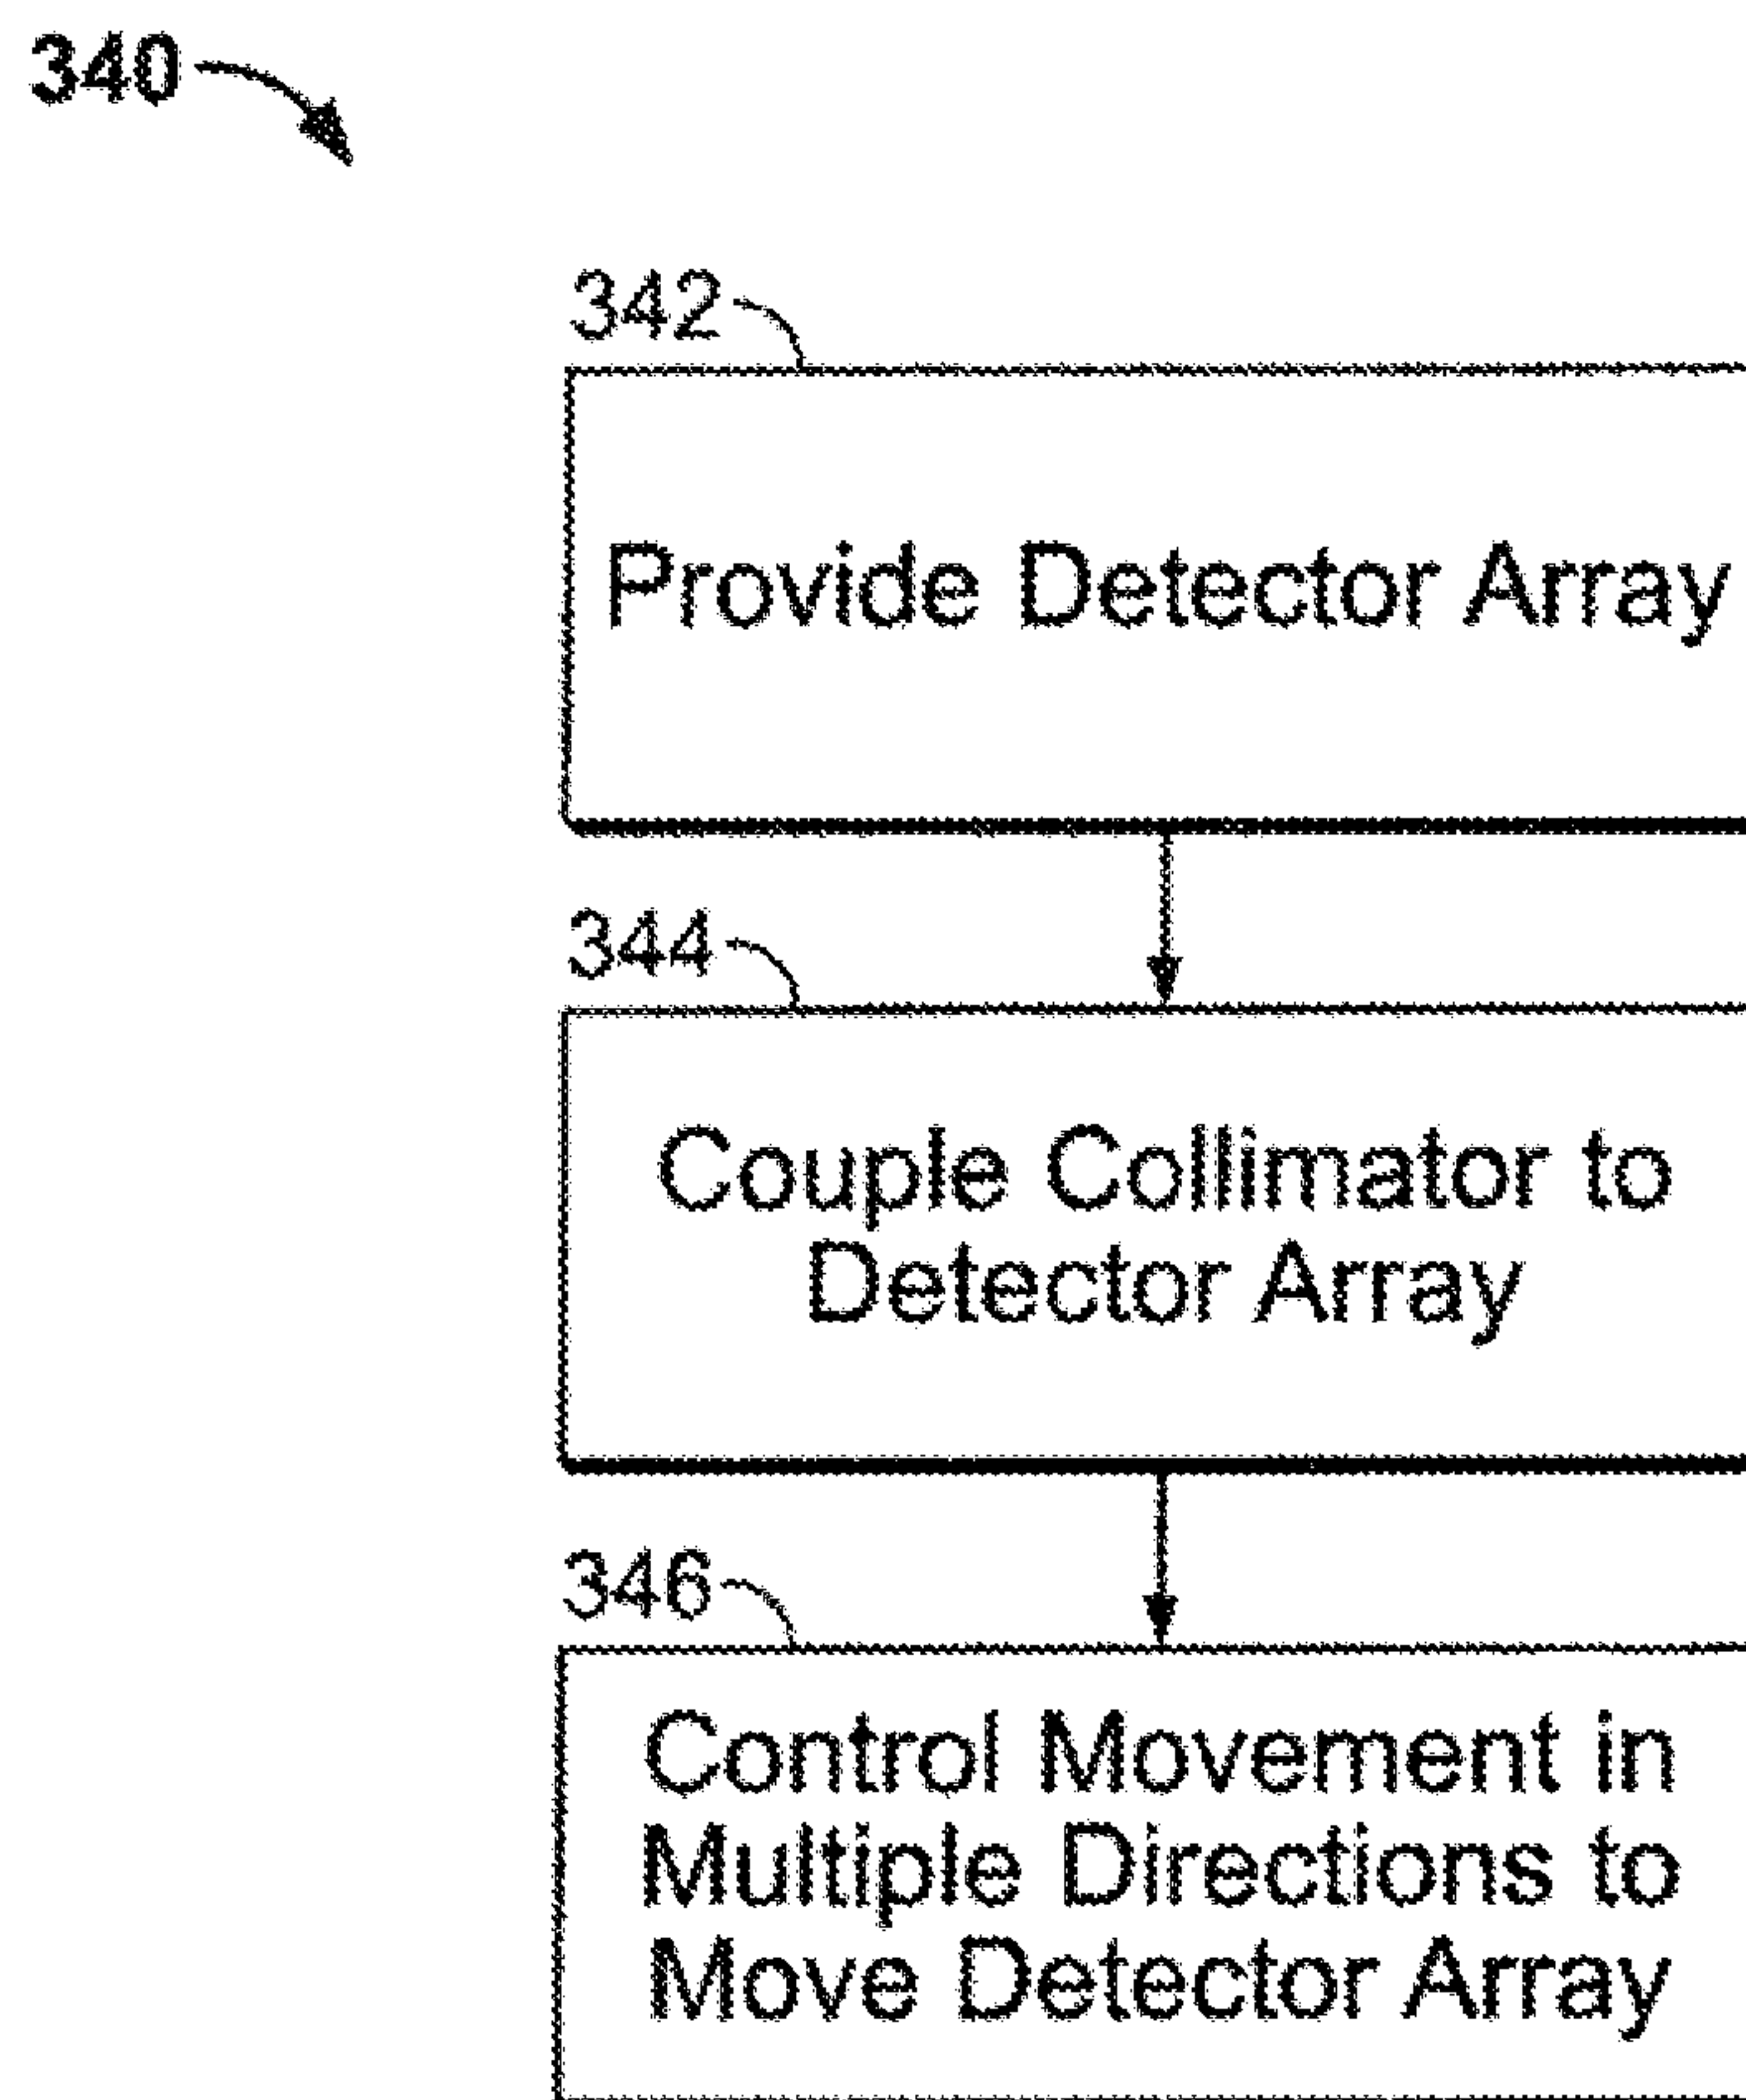 340
342
Provide Detector Array
344
Couple Collimator to
Detector Array
346
Control Movement in
Multiple Directions to
Move Detector Array